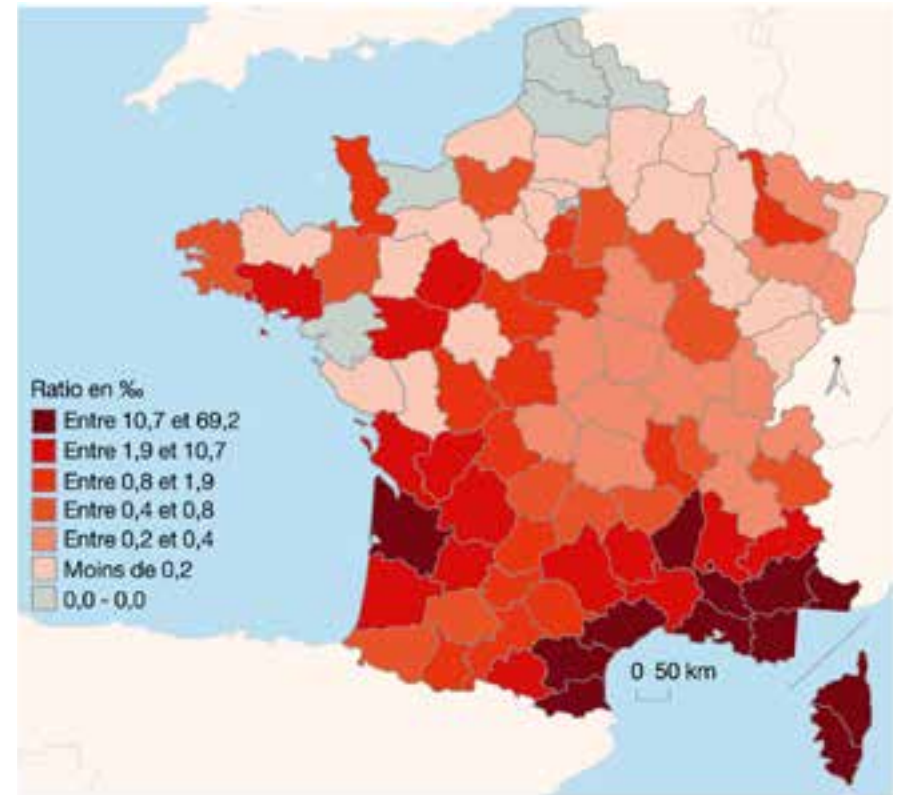 Ratio en ‰
Entre 10,7 et 69,2
Entre 1,9 et 10,7
Entre 0,8 et 1,9
Entre 0,4 et 0,8
Entre 0,2 et 0,4
Moins de 0,2
0,0 - 0,0
0 50 km